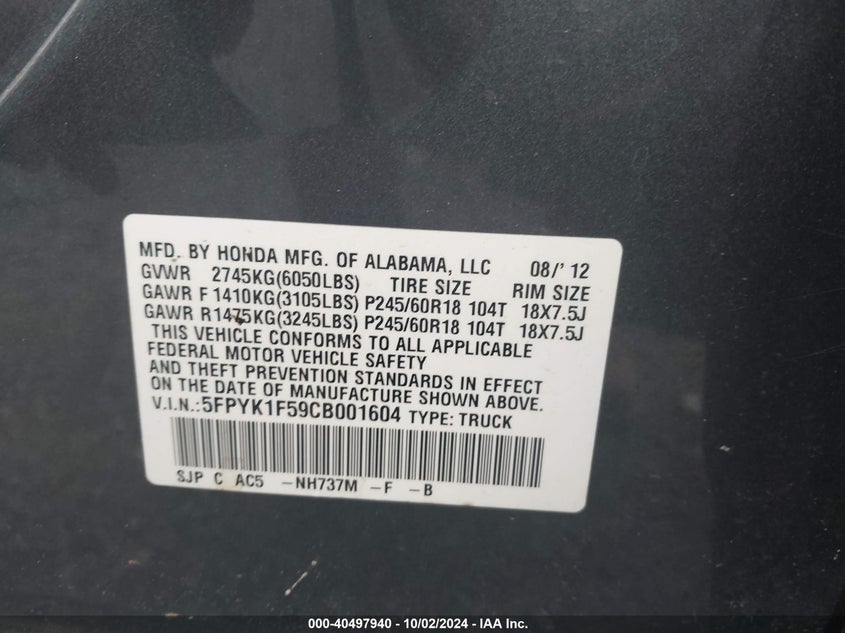 MFD. BY HONDA MFG. OF ALABAMA, LLC 08/' 12
GVWR 2745KG(6050LBS) TIRE SIZE RIM SIZE
GAWR F 1410KG(3105LBS) P245/60R18 104T 18X7.5J
GAWR R1475KG(3245LBS) P245/60R18 104T 18X7.5J
THIS VEHICLE CONFORMS TO ALL APPLICABLE
FEDERAL MOTOR VEHICLE SAFETY
AND THEFT PREVENTION STANDARDS IN EFFECT
ON THE DATE OF MANUFACTURE SHOWN ABOVE.
V.I.N.:5FPYK1F59CB001604 TYPE: TRUCK
SJP C AC5 -NH737M -F -B
000-40497940 - 10/02/2024 - IAA Inc.